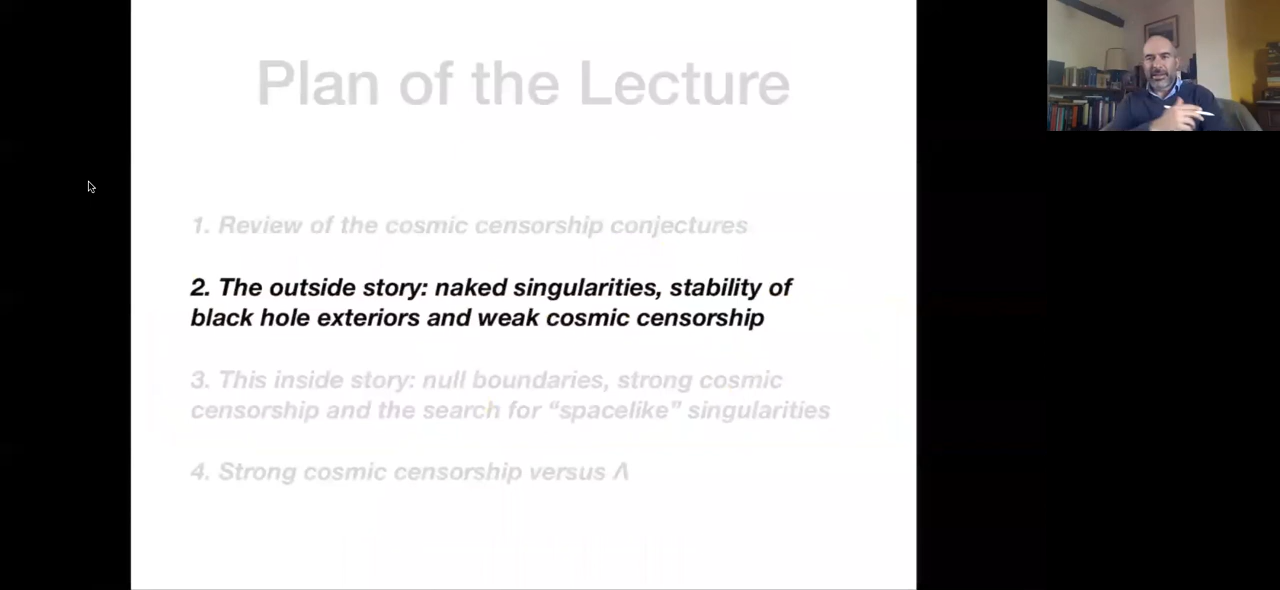 Plan of the Lecture
1. Review of the cosmic censorship conjectures
2. The outside story: naked singularities, stability of
black hole exteriors and weak cosmic censorship
3. This inside story: null boundaries, strong cosmic
censorship and the search for “spacelike” singularities
4. Strong cosmic censorship versus Λ